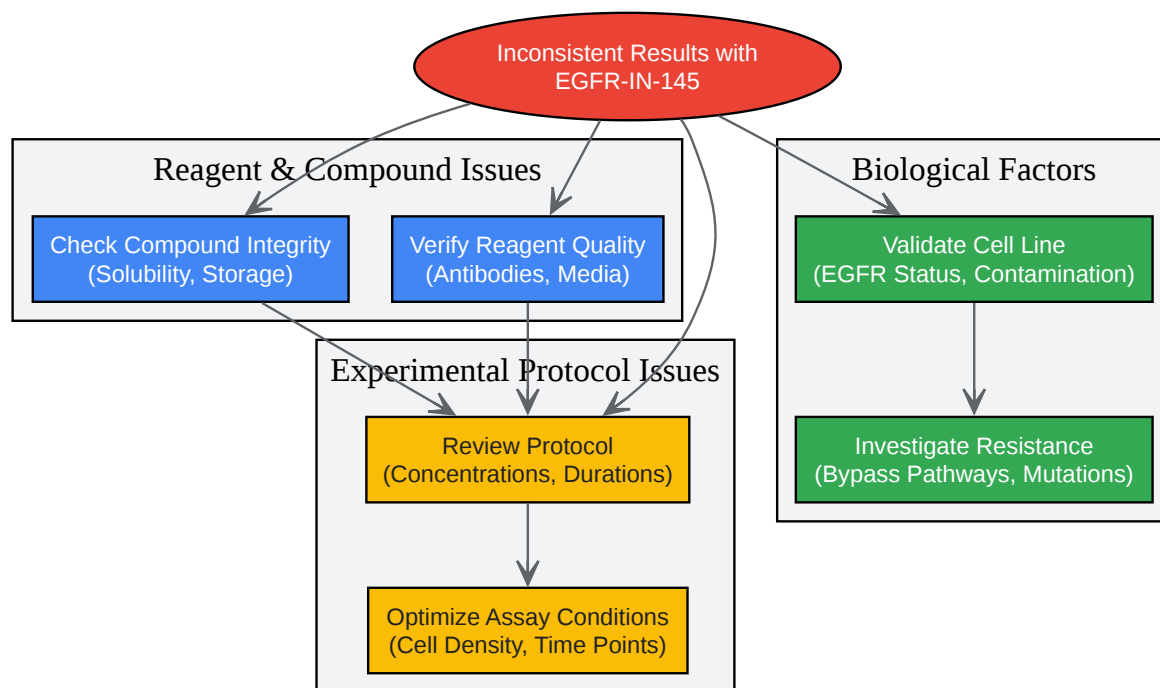 Inconsistent Results with
EGFR-IN-145
Reagent & Compound Issues
Check Compound Integrity
(Solubility, Storage)
Verify Reagent Quality
(Antibodies, Media)
Biological Factors
Validate Cell Line
(EGFR Status, Contamination)
Experimental Protocol Issues
Review Protocol
(Concentrations, Durations)
Investigate Resistance
(Bypass Pathways, Mutations)
Optimize Assay Conditions
(Cell Density, Time Points)